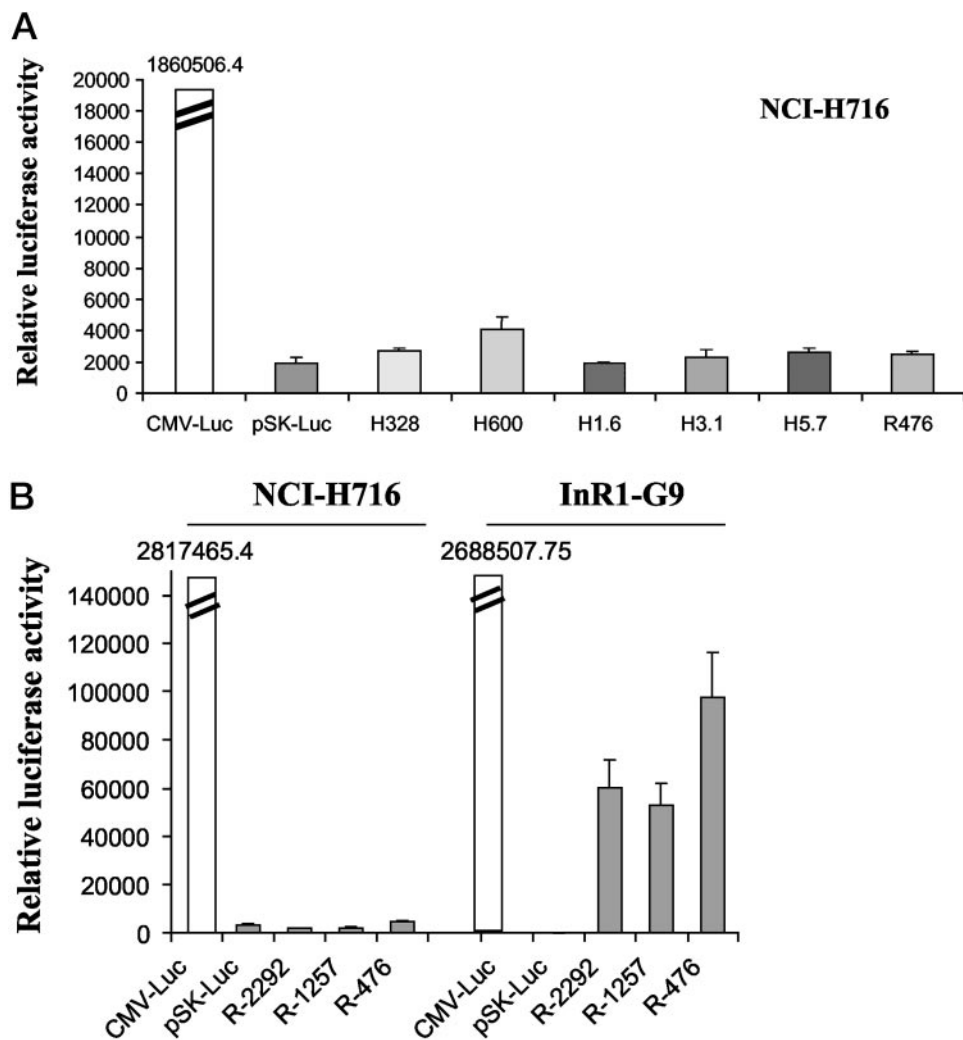 A
1860506.4
NCI-H716
Relative luciferase activity
20000
18000
16000
14000
12000
10000
8000
6000
4000
2000
0
CMV-Luc pSK-Luc H328 H600 H1.6 H3.1 H5.7 R476
B
NCI-H716 InR1-G9
2817465.4 2688507.75
Relative luciferase activity
140000
120000
100000
80000
60000
40000
20000
0
CMV-Luc pSK-Luc R-2292 R-1257 R-476 CMV-Luc pSK-Luc R-2292 R-1257 R-476